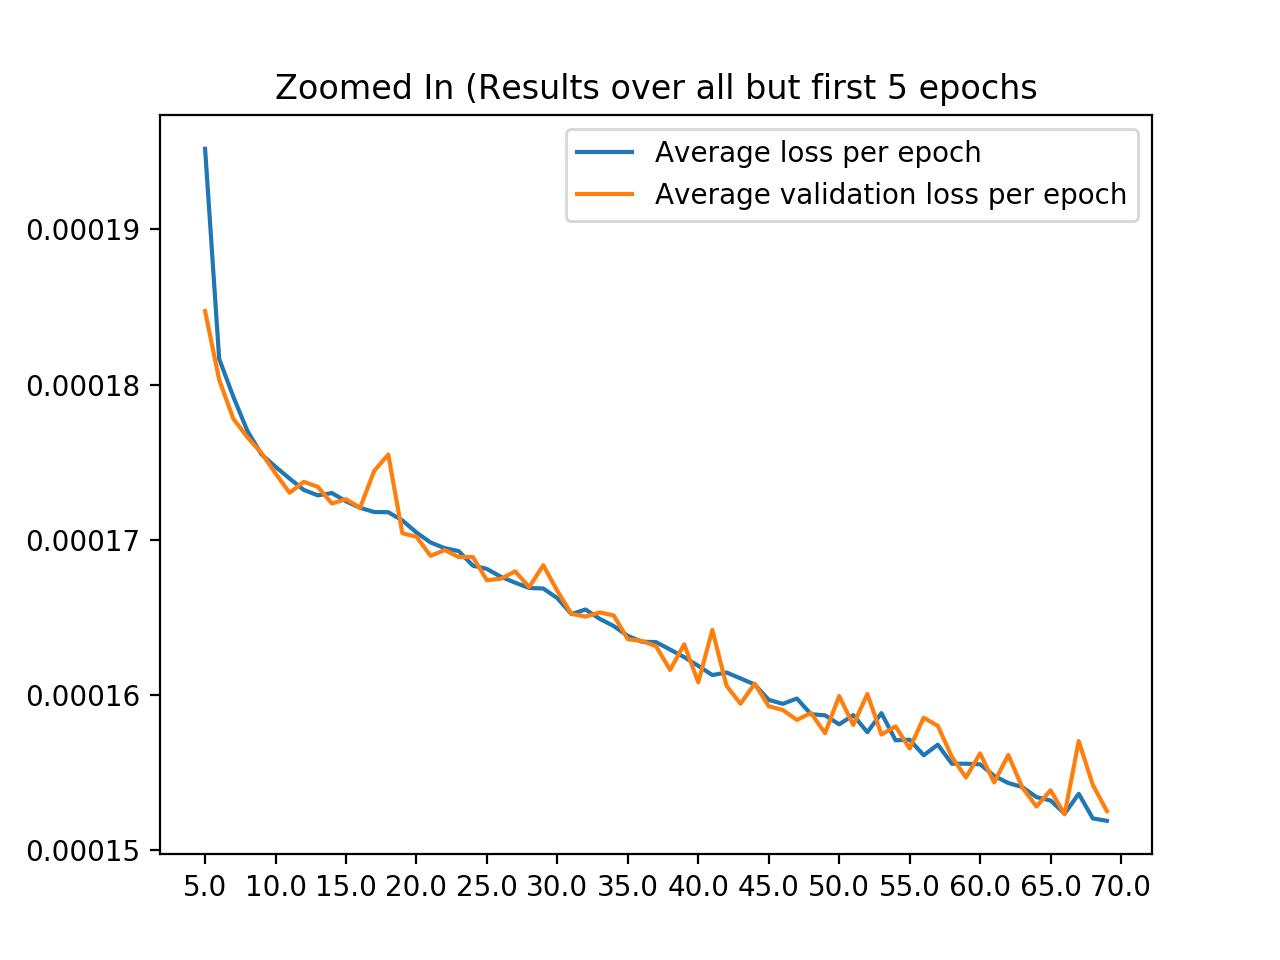 Zoomed In (Results over all but first 5 epochs
Average loss per epoch
Average validation loss per epoch
0.00019
0.00018
0.00017
0.00016
0.00015
5.0 10.0 15.0 20.0 25.0 30.0 35.0 40.0 45.0 50.0 55.0 60.0 65.0 70.0